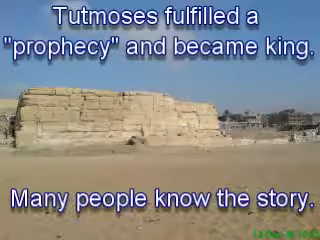 Tutmoses fulfilled a
"prophecy" and became king.
Many people know the story.